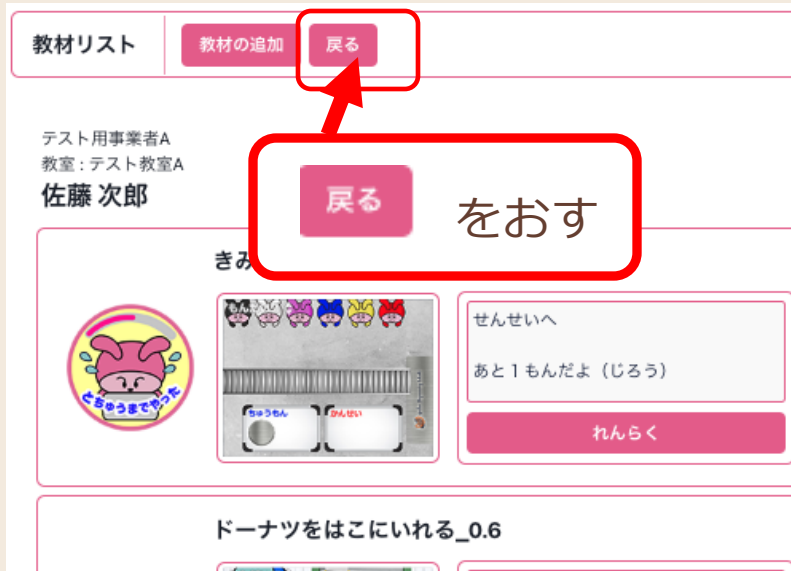 教材リスト 教材の追加 戻る
テスト用事業者A
教室 : テスト教室A
佐藤 次郎
戻る をおす
きみ
せんせいへ
あと１もんだよ（じろう）
とちゅうまでやった
ちゅうもん かんせい
れんらく
ドーナツをはこにいれる_0.6